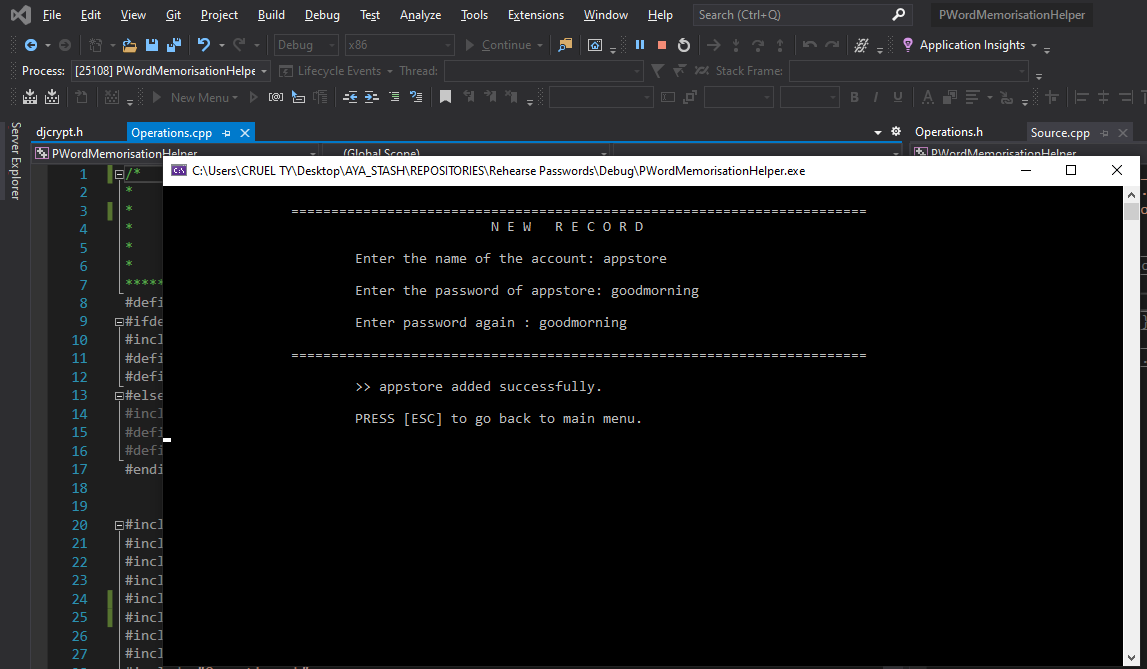 File Edit View Git Project Build Debug Test Analyze Tools Extensions Window Help Search (Ctrl+Q) PWordMemorisationHelper
Debug x86 Continue Application Insights
Process: [25108] PWordMemorisationHelpe Lifecycle Events Thread: Stack Frame:
New Menu B I U A
Server Explorer
djcrypt.h Operations.cpp Operations.h Source.cpp
PWordMemorisationHelper (Global Scope) PWordMemorisationHelper
C:\Users\CRUEL TY\Desktop\AYA_STASH\REPOSITORIES\Rehearse Passwords\Debug\PWordMemorisationHelper.exe
========================================================================
N E W   R E C O R D
Enter the name of the account: appstore
Enter the password of appstore: goodmorning
Enter password again : goodmorning
========================================================================
>> appstore added successfully.
PRESS [ESC] to go back to main menu.
1 /*
2 *
3 *
4 *
5 *
6 *
7 *****
8 #defi
9 #ifde
10 #incl
11 #defi
12 #defi
13 #else
14 #incl
15 #defi
16 #defi
17 #endi
18
19
20 #incl
21 #incl
22 #incl
23 #incl
24 #incl
25 #incl
26 #incl
27 #incl